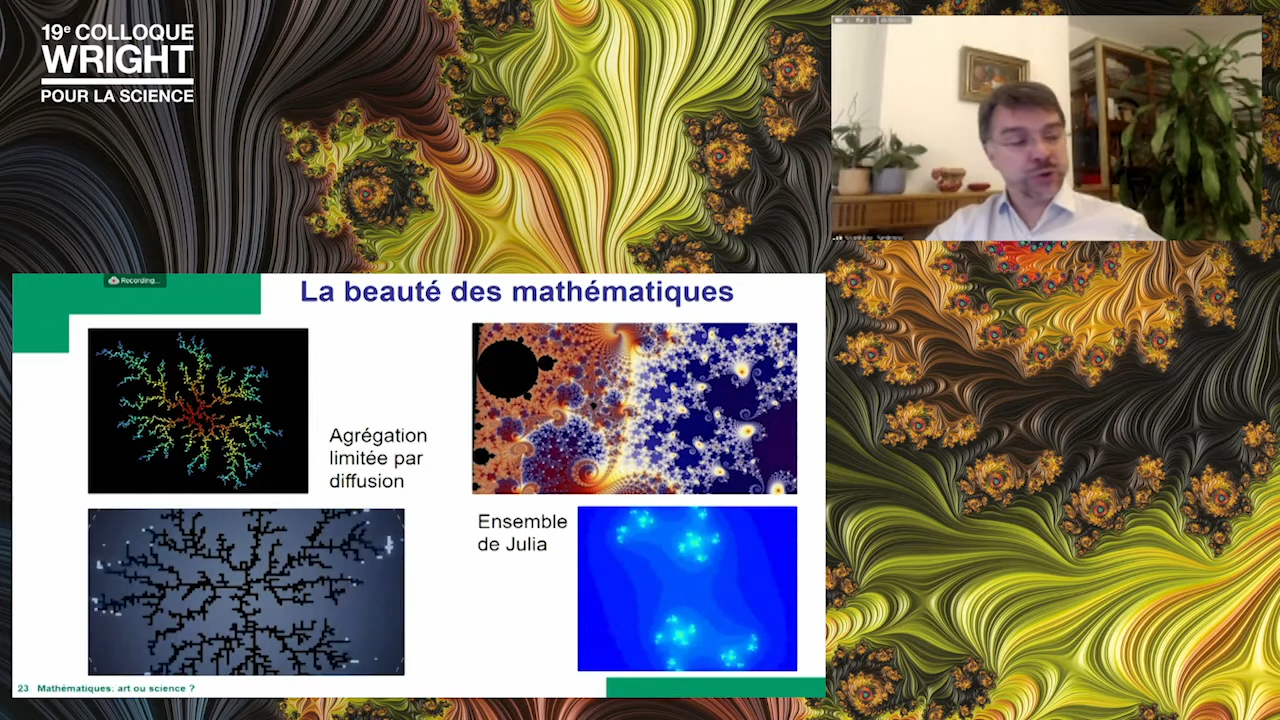 19e COLLOQUE
WRIGHT
POUR LA SCIENCE
Recording...
La beauté des mathématiques
Agrégation
limitée par
diffusion
Ensemble
de Julia
23 Mathématiques: art ou science ?